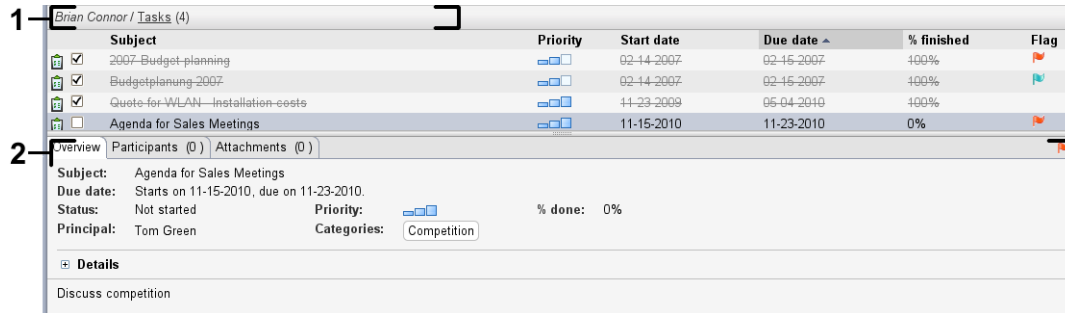 1 Brian Connor / Tasks (4)
Subject Priority Start date Due date % finished Flag
2007 Budget planning 02-14-2007 02-15-2007 100%
Budgetplanung 2007 02-14-2007 02-15-2007 100%
Quote for WLAN - Installation costs 11-23-2009 05-04-2010 100%
Agenda for Sales Meetings 11-15-2010 11-23-2010 0%
2 Overview Participants (0) Attachments (0)
Subject: Agenda for Sales Meetings
Due date: Starts on 11-15-2010, due on 11-23-2010.
Status: Not started Priority: % done: 0%
Principal: Tom Green Categories: Competition
Details
Discuss competition